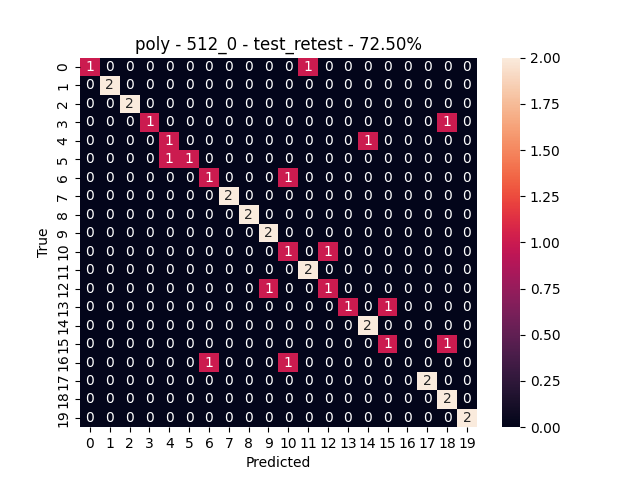 poly - 512_0 - test_retest - 72.50%
0 1 0 0 0 0 0 0 0 0 0 0 1 0 0 0 0 0 0 0 0
1 0 2 0 0 0 0 0 0 0 0 0 0 0 0 0 0 0 0 0 0
2 0 0 2 0 0 0 0 0 0 0 0 0 0 0 0 0 0 0 0 0
3 0 0 0 1 0 0 0 0 0 0 0 0 0 0 0 0 0 0 1 0
4 0 0 0 0 1 0 0 0 0 0 0 0 0 0 1 0 0 0 0 0
5 0 0 0 0 1 1 0 0 0 0 0 0 0 0 0 0 0 0 0 0
6 0 0 0 0 0 0 1 0 0 0 1 0 0 0 0 0 0 0 0 0
7 0 0 0 0 0 0 0 2 0 0 0 0 0 0 0 0 0 0 0 0
8 0 0 0 0 0 0 0 0 2 0 0 0 0 0 0 0 0 0 0 0
9 0 0 0 0 0 0 0 0 0 2 0 0 0 0 0 0 0 0 0 0
10 0 0 0 0 0 0 0 0 0 0 1 0 1 0 0 0 0 0 0 0
11 0 0 0 0 0 0 0 0 0 0 0 2 0 0 0 0 0 0 0 0
12 0 0 0 0 0 0 0 0 0 1 0 0 1 0 0 0 0 0 0 0
13 0 0 0 0 0 0 0 0 0 0 0 0 0 1 0 1 0 0 0 0
14 0 0 0 0 0 0 0 0 0 0 0 0 0 0 2 0 0 0 0 0
15 0 0 0 0 0 0 0 0 0 0 0 0 0 0 0 1 0 0 1 0
16 0 0 0 0 0 0 1 0 0 0 1 0 0 0 0 0 0 0 0 0
17 0 0 0 0 0 0 0 0 0 0 0 0 0 0 0 0 0 2 0 0
18 0 0 0 0 0 0 0 0 0 0 0 0 0 0 0 0 0 0 2 0
19 0 0 0 0 0 0 0 0 0 0 0 0 0 0 0 0 0 0 0 2
0 1 2 3 4 5 6 7 8 9 10 11 12 13 14 15 16 17 18 19
Predicted
True
2.00
1.75
1.50
1.25
1.00
0.75
0.50
0.25
0.00